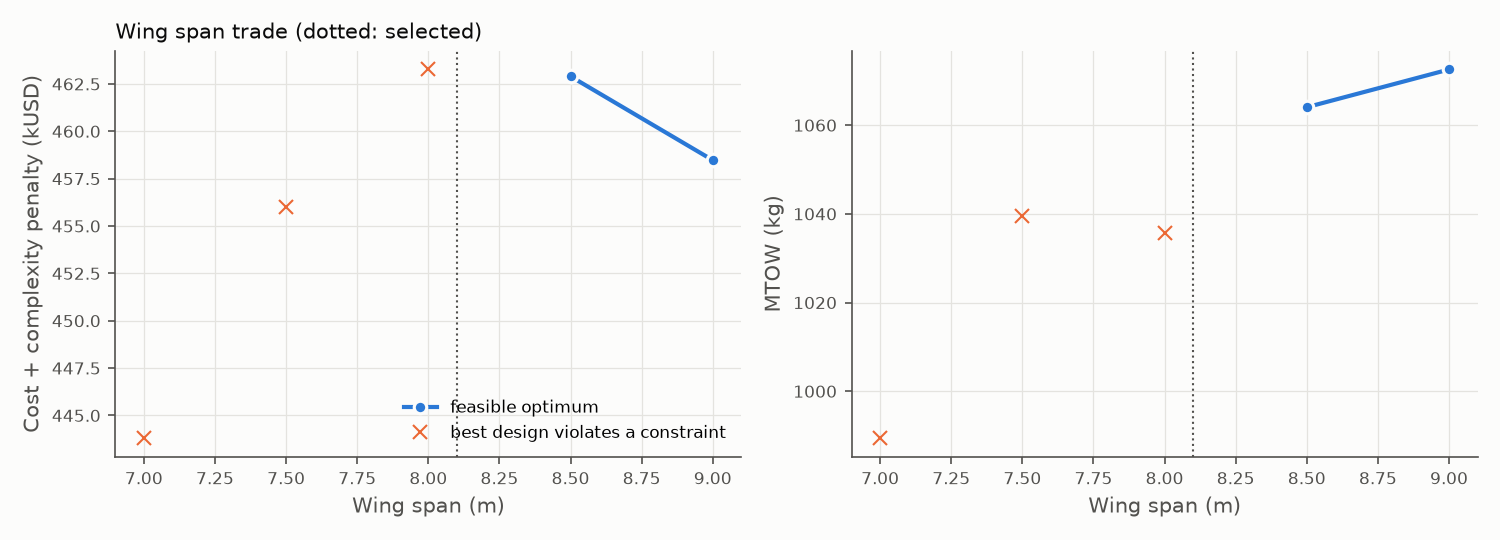 Wing span trade (dotted: selected)
Cost + complexity penalty (kUSD)
462.5
460.0
457.5
455.0
452.5
450.0
447.5
445.0
feasible optimum
best design violates a constraint
7.00 7.25 7.50 7.75 8.00 8.25 8.50 8.75 9.00
Wing span (m)
MTOW (kg)
1060
1040
1020
1000
7.00 7.25 7.50 7.75 8.00 8.25 8.50 8.75 9.00
Wing span (m)